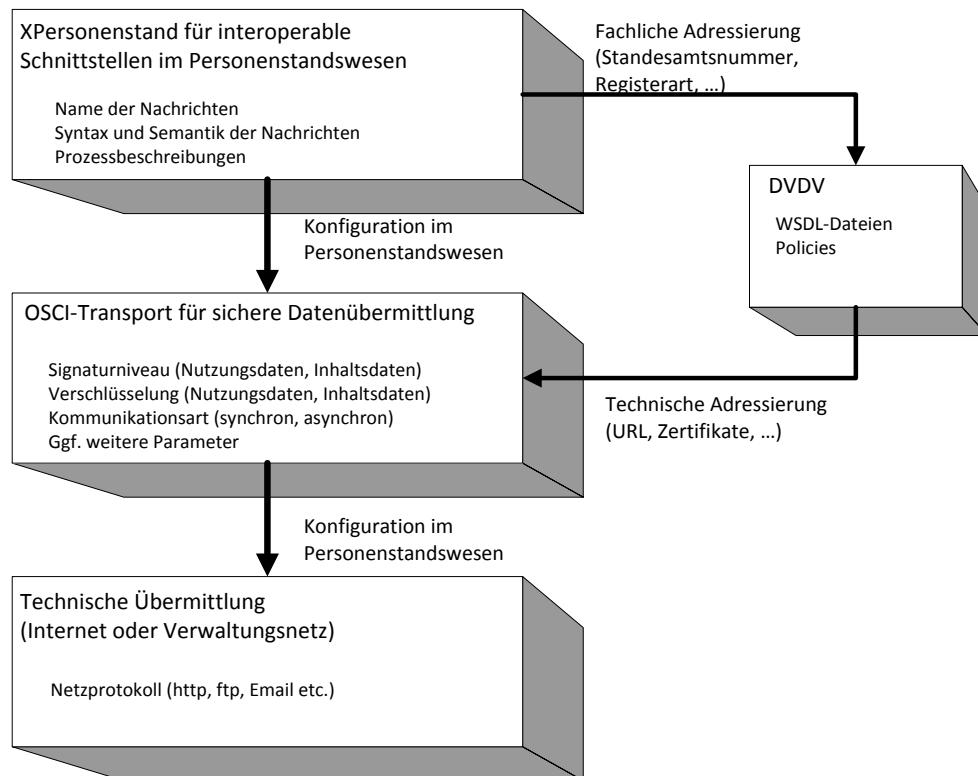 XPersonenstand für interoperable
Schnittstellen im Personenstandswesen
Name der Nachrichten
Syntax und Semantik der Nachrichten
Prozessbeschreibungen
Fachliche Adressierung
(Standesamtsnummer,
Registerart, ...)
DVDV
WSDL-Dateien
Policies
Konfiguration im
Personenstandswesen
OSCI-Transport für sichere Datenübermittlung
Signaturniveau (Nutzungsdaten, Inhaltsdaten)
Verschlüsselung (Nutzungsdaten, Inhaltsdaten)
Kommunikationsart (synchron, asynchron)
Ggf. weitere Parameter
Technische Adressierung
(URL, Zertifikate, ...)
Konfiguration im
Personenstandswesen
Technische Übermittlung
(Internet oder Verwaltungsnetz)
Netzprotokoll (http, ftp, Email etc.)